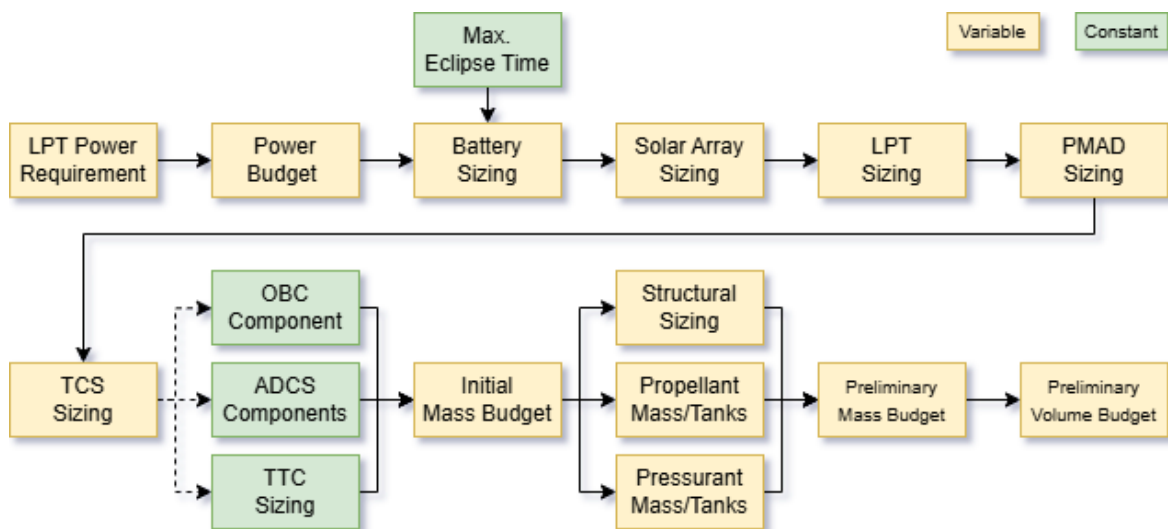 Max.
Eclipse Time
Variable
Constant
LPT Power
Requirement
Power
Budget
Battery
Sizing
Solar Array
Sizing
LPT
Sizing
PMAD
Sizing
OBC
Component
Structural
Sizing
TCS
Sizing
ADCS
Components
Initial
Mass Budget
Propellant
Mass/Tanks
Preliminary
Mass Budget
Preliminary
Volume Budget
TTC
Sizing
Pressurant
Mass/Tanks